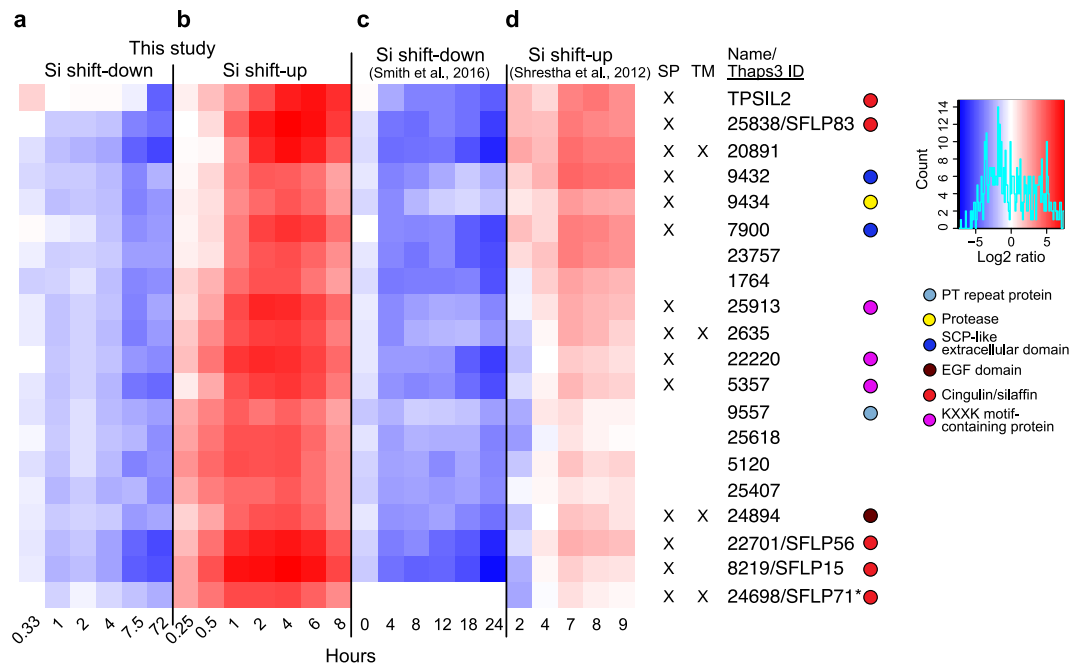 a b c d
This study
Si shift-down Si shift-up
Si shift-down
(Smith et al., 2016)
Si shift-up
(Shrestha et al., 2012)
SP TM Name/
Thaps3 ID
X TPSIL2
X 25838/SFLP83
X X 20891
X 9432
X 9434
X 7900
23757
1764
X 25913
X X 2635
X 22220
X 5357
9557
25618
5120
25407
X X 24894
X 22701/SFLP56
X 8219/SFLP15
X X 24698/SFLP71*
0.33 1 2 4 7.5 72 0.25 0.5 1 2 4 6 8 0 4 8 12 18 24 2 4 7 8 9
Hours
Count
14
12
10
8
6
4
2
0
−5 0 5
Log2 ratio
PT repeat protein
Protease
SCP-like
extracellular domain
EGF domain
Cingulin/silaffin
KXXK motif-
containing protein